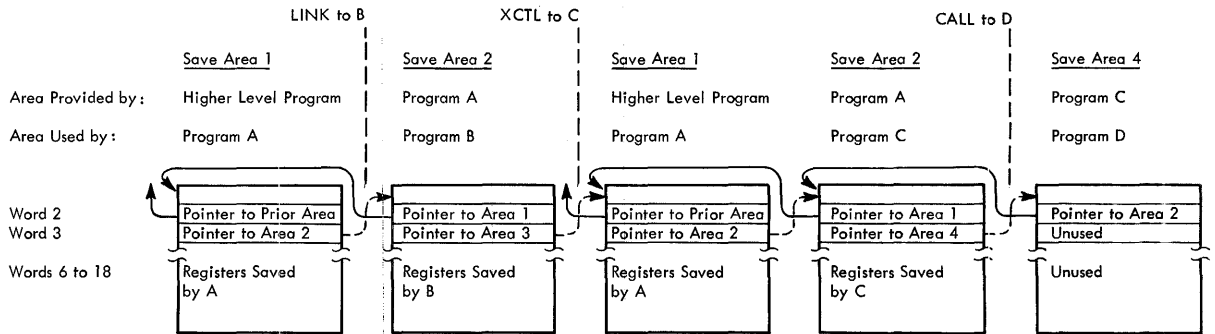 LINK to B XCTL to C CALL to D
Save Area 1 Save Area 2 Save Area 1 Save Area 2 Save Area 4
Area Provided by: Higher Level Program Program A Higher Level Program Program A Program C
Area Used by: Program A Program B Program A Program C Program D
Word 2 Pointer to Prior Area Pointer to Area 1 Pointer to Prior Area Pointer to Area 1 Pointer to Area 2
Word 3 Pointer to Area 2 Pointer to Area 3 Pointer to Area 2 Pointer to Area 4 Unused
Words 6 to 18 Registers Saved Registers Saved Registers Saved Registers Saved Unused
by A by B by A by C